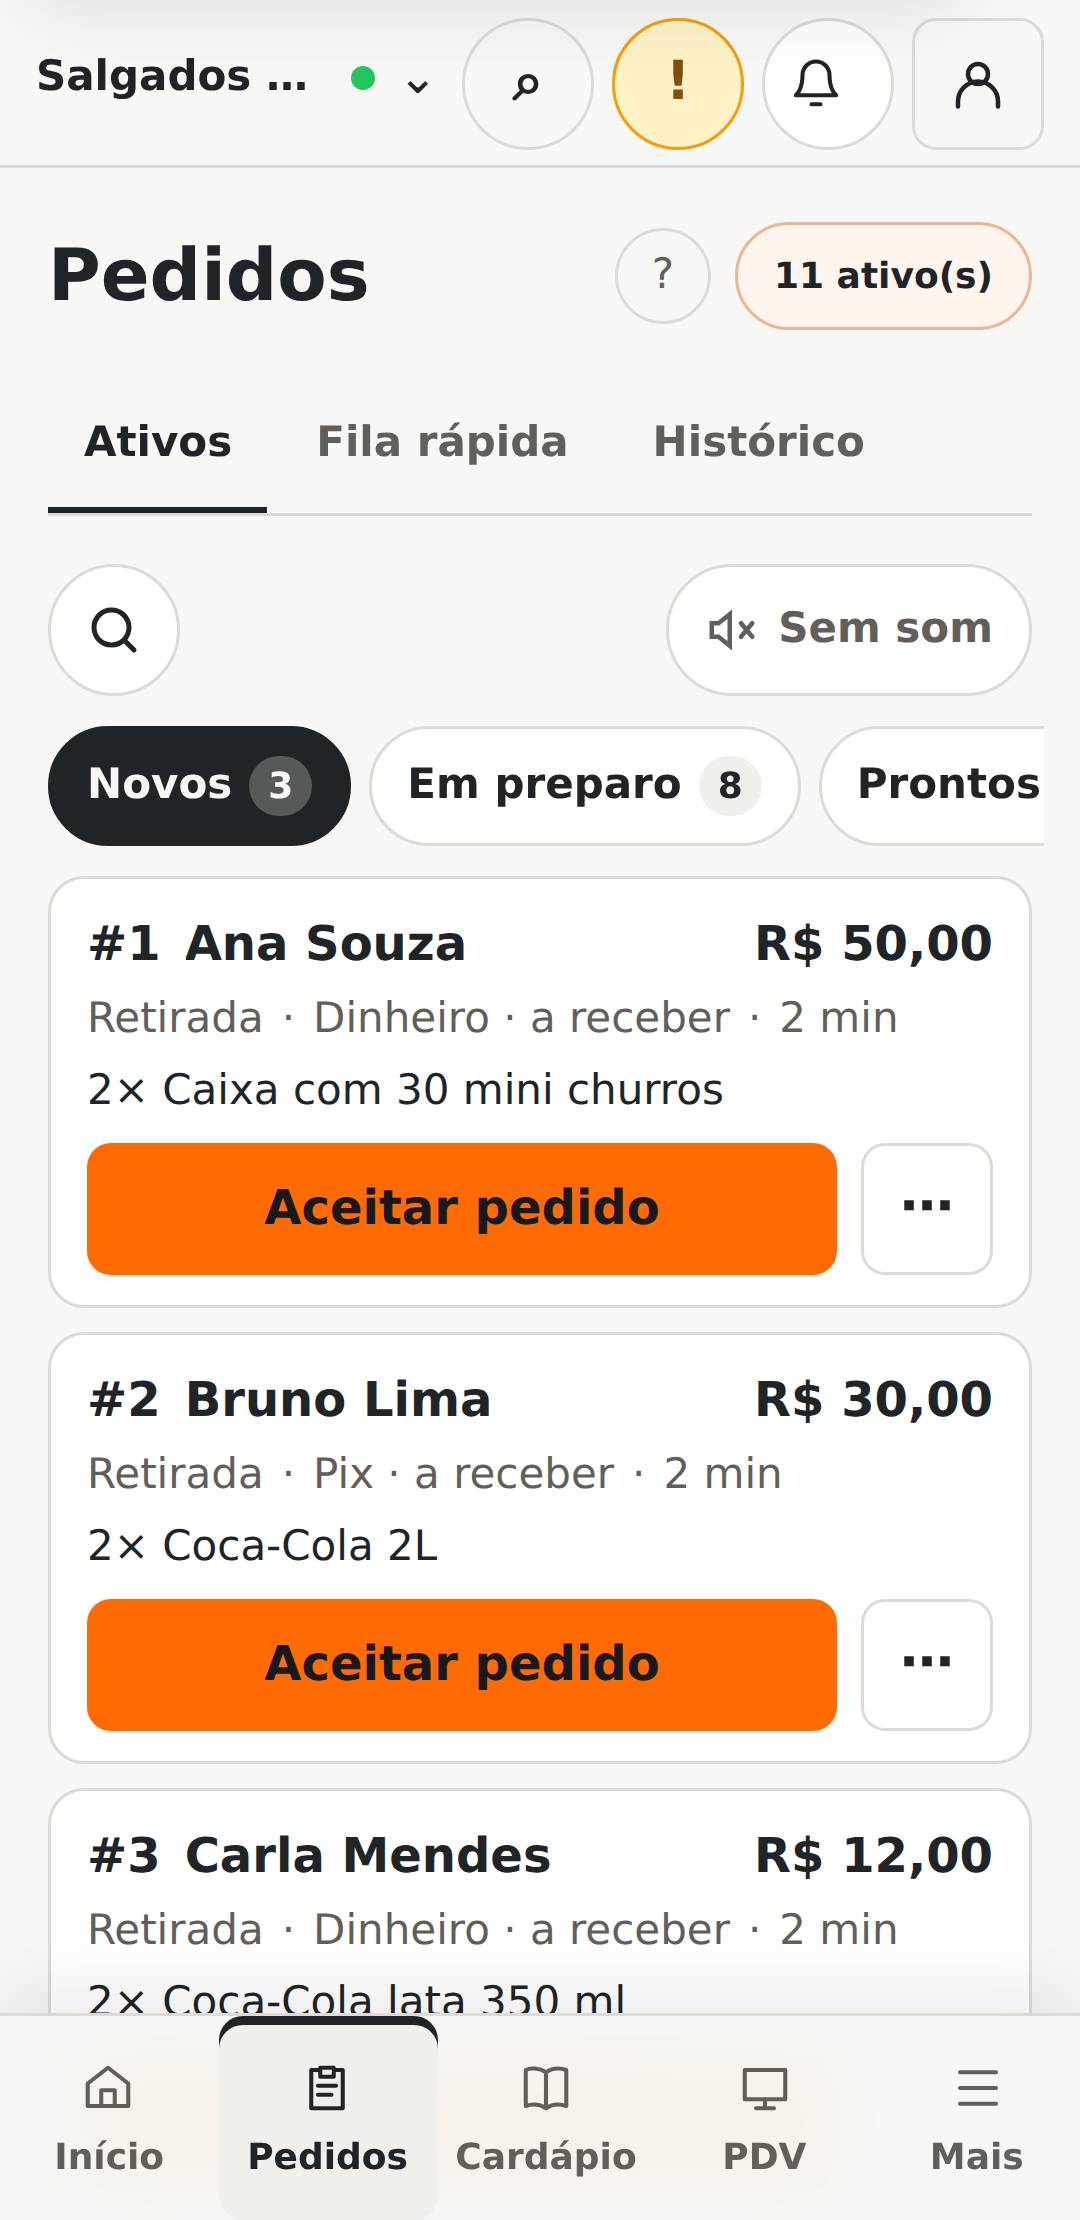 Salgados ...
!
Pedidos
?
11 ativo(s)
Ativos
Fila rápida
Histórico
Sem som
Novos 3
Em preparo 8
Prontos
#1 Ana Souza R$ 50,00
Retirada · Dinheiro · a receber · 2 min
2× Caixa com 30 mini churros
Aceitar pedido ...
#2 Bruno Lima R$ 30,00
Retirada · Pix · a receber · 2 min
2× Coca-Cola 2L
Aceitar pedido ...
#3 Carla Mendes R$ 12,00
Retirada · Dinheiro · a receber · 2 min
2× Coca-Cola lata 350 ml
Início
Pedidos
Cardápio
PDV
Mais